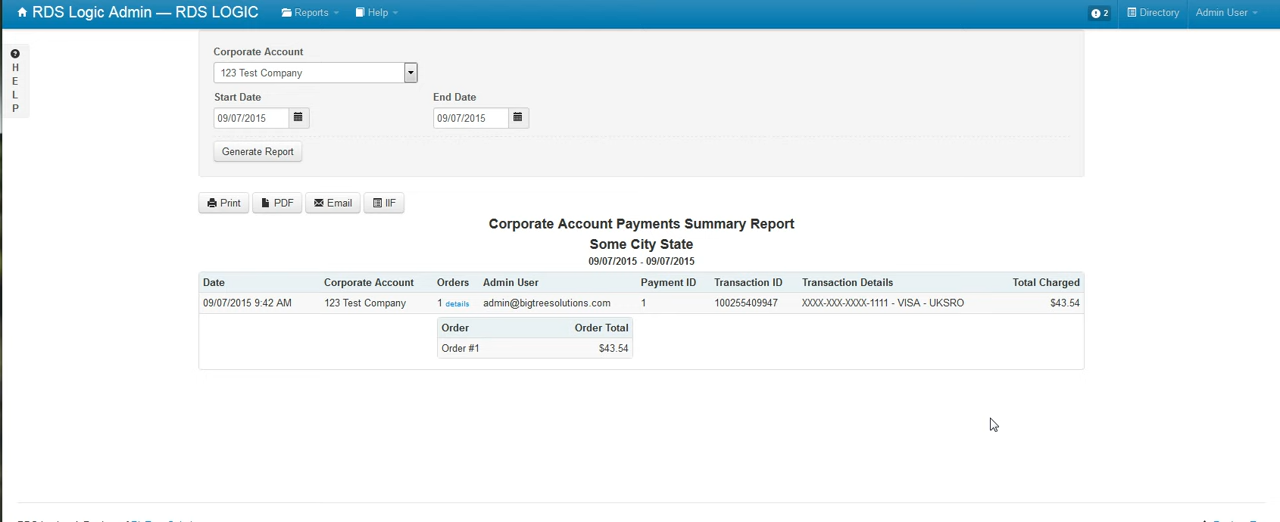 RDS Logic Admin — RDS LOGIC Reports Help 2 Directory Admin User
H
E
L
P
Corporate Account
123 Test Company
Start Date End Date
09/07/2015 09/07/2015
Generate Report
Print PDF Email IIF
Corporate Account Payments Summary Report
Some City State
09/07/2015 - 09/07/2015
Date Corporate Account Orders Admin User Payment ID Transaction ID Transaction Details Total Charged
09/07/2015 9:42 AM 123 Test Company 1 details admin@bigtreesolutions.com 1 100255409947 XXXX-XXX-XXXX-1111 - VISA - UKSRO $43.54
Order Order Total
Order #1 $43.54